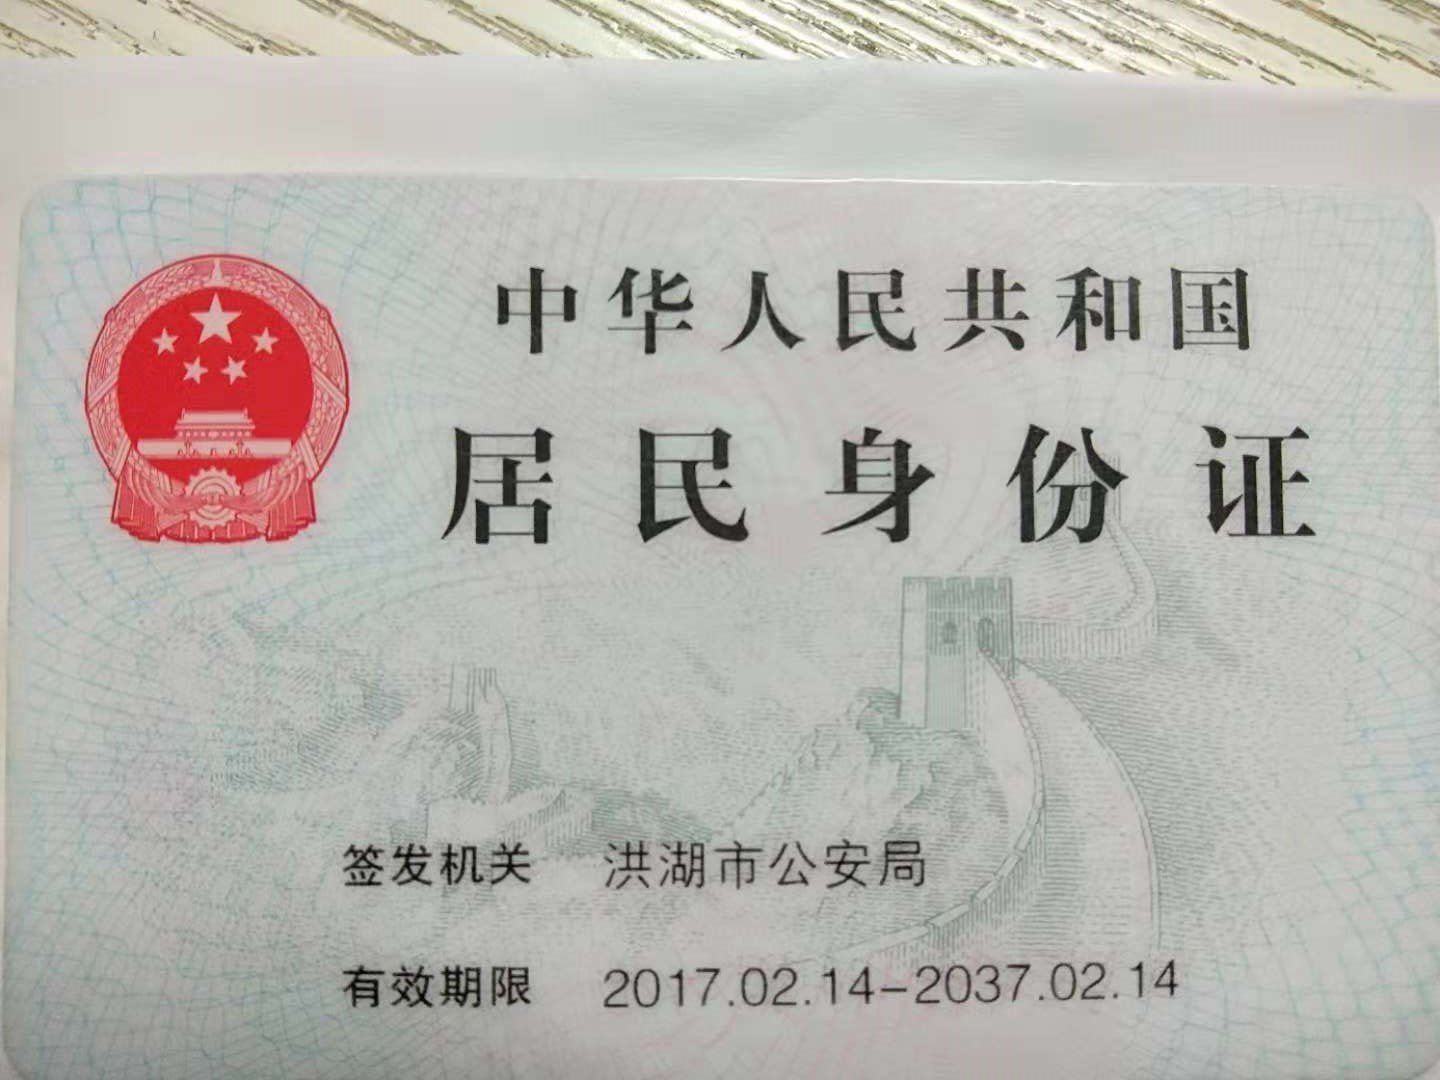 中华人民共和国
居民身份证
签发机关 洪湖市公安局
有效期限 2017.02.14-2037.02.14